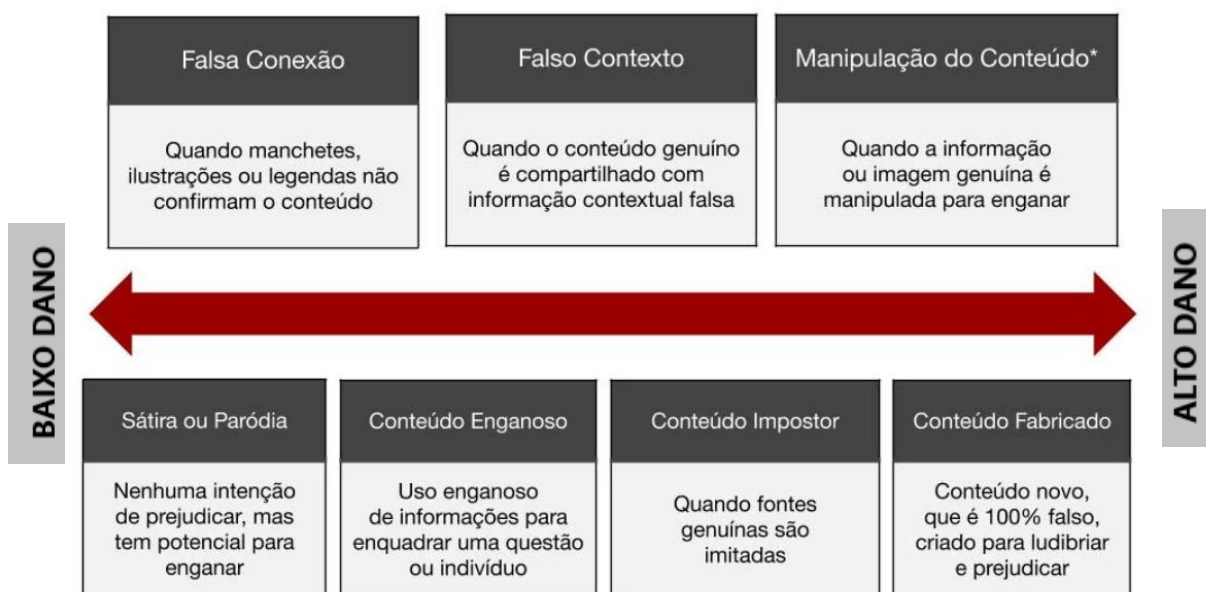 Falsa Conexão
Quando manchetes,
ilustrações ou legendas não
confirmam o conteúdo
Falso Contexto
Quando o conteúdo genuíno
é compartilhado com
informação contextual falsa
Manipulação do Conteúdo*
Quando a informação
ou imagem genuína é
manipulada para enganar
BAIXO DANO
ALTO DANO
Sátira ou Paródia
Nenhuma intenção
de prejudicar, mas
tem potencial para
enganar
Conteúdo Enganoso
Uso enganoso
de informações para
enquadrar uma questão
ou indivíduo
Conteúdo Impostor
Quando fontes
genuínas são
imitadas
Conteúdo Fabricado
Conteúdo novo,
que é 100% falso,
criado para ludibriar
e prejudicar